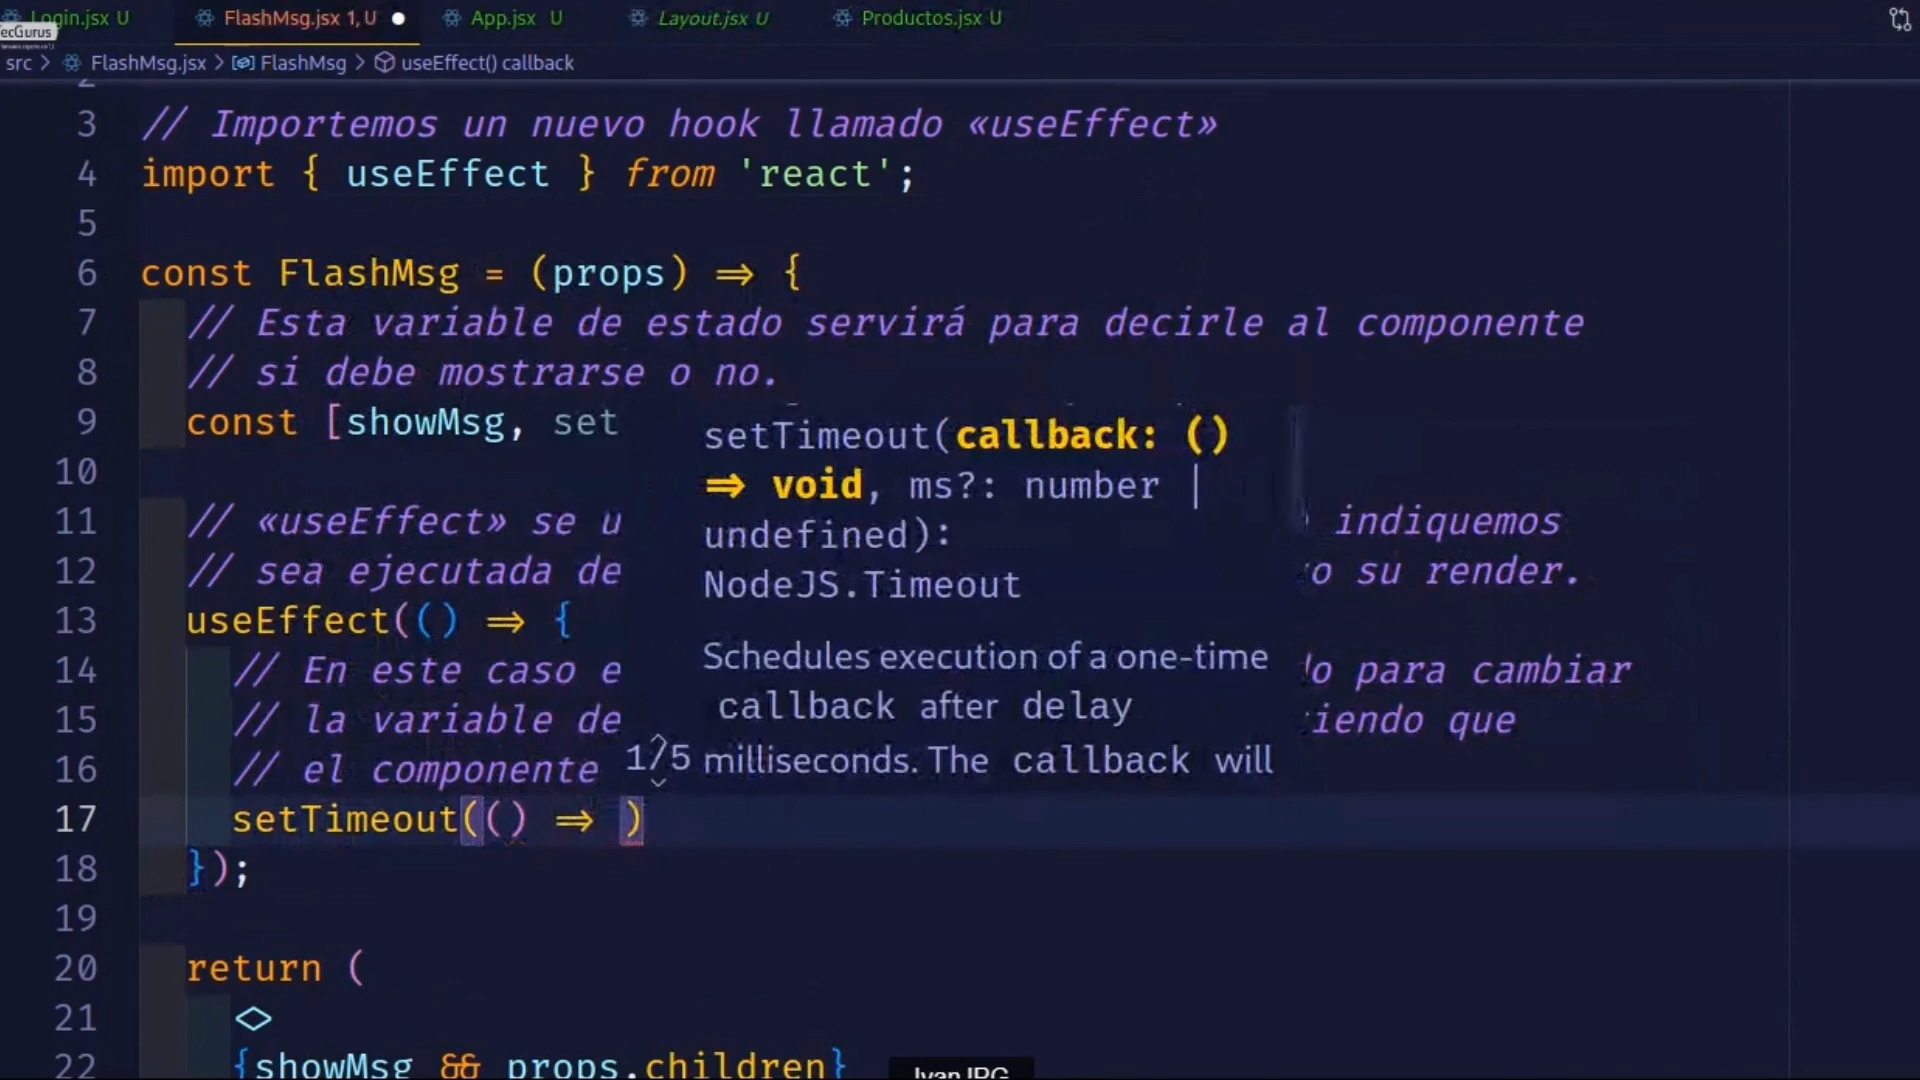 Login.jsx U
FlashMsg.jsx 1, U
App.jsx U
Layout.jsx U
Productos.jsx U
ecGurus
src > FlashMsg.jsx > FlashMsg > useEffect() callback
2
3 // Importemos un nuevo hook llamado «useEffect»
4 import { useEffect } from 'react';
5
6 const FlashMsg = (props) ⇒ {
7 // Esta variable de estado servirá para decirle al componente
8 // si debe mostrarse o no.
9 const [showMsg, set
10
11 // «useEffect» se u indiquemos
12 // sea ejecutada de o su render.
13 useEffect(() ⇒ {
14 // En este caso e o para cambiar
15 // la variable de iendo que
16 // el componente
17 setTimeout(() ⇒ )
18 });
19
20 return (
21 <>
22 {showMsg && props.children}
setTimeout(callback: ()
⇒ void, ms?: number |
undefined):
NodeJS.Timeout
Schedules execution of a one-time
callback after delay
1/5 milliseconds. The callback will
IvanJRG